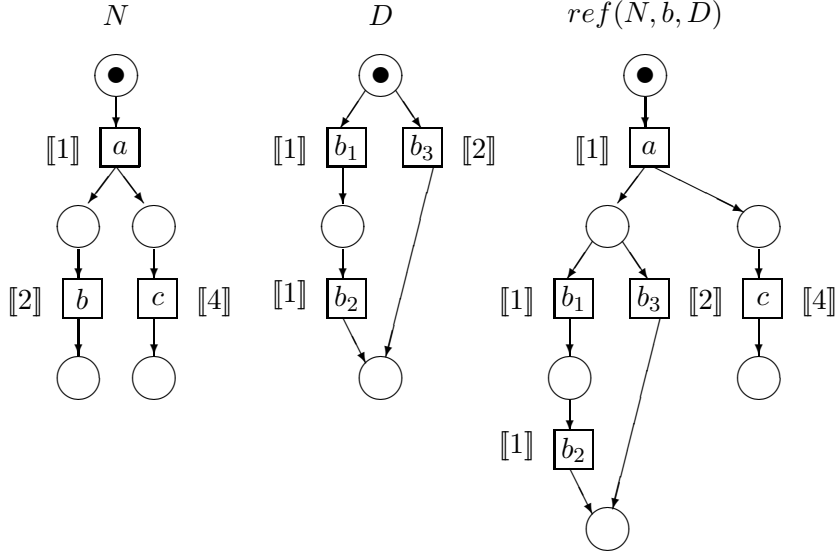 N D ref(N, b, D)
⟦1⟧ a ⟦1⟧ b₁ b₃ ⟦2⟧ ⟦1⟧ a
⟦2⟧ b c ⟦4⟧ ⟦1⟧ b₂ ⟦1⟧ b₁ b₃ ⟦2⟧ c ⟦4⟧
⟦1⟧ b₂